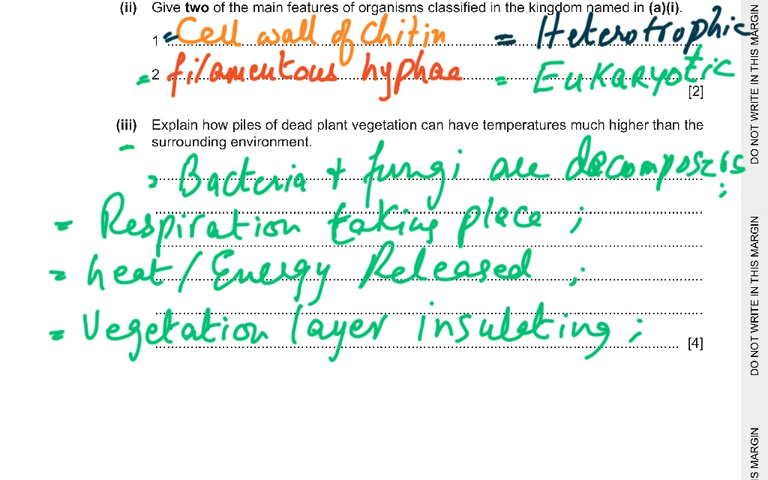 (ii) Give two of the main features of organisms classified in the kingdom named in (a)(i).
1 = Cell wall of Chitin = Heterotrophic
= 2 filamentous hyphae = Eukaryotic
[2]
(iii) Explain how piles of dead plant vegetation can have temperatures much higher than the
surrounding environment.
= Bacteria + fungi are decomposers ;
= Respiration taking place ;
= heat/Energy Released ;
= Vegetation layer insulating ;
[4]
DO NOT WRITE IN THIS MARGIN
DO NOT WRITE IN THIS MARGIN
S MARGIN